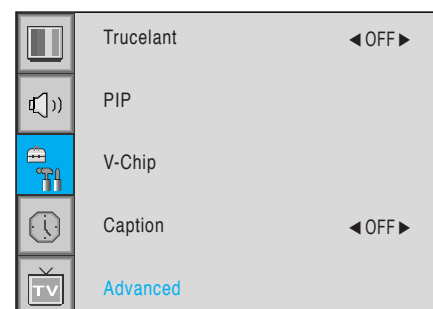 Trucelant ◀OFF▶
PIP
V-Chip
Caption ◀OFF▶
TV Advanced